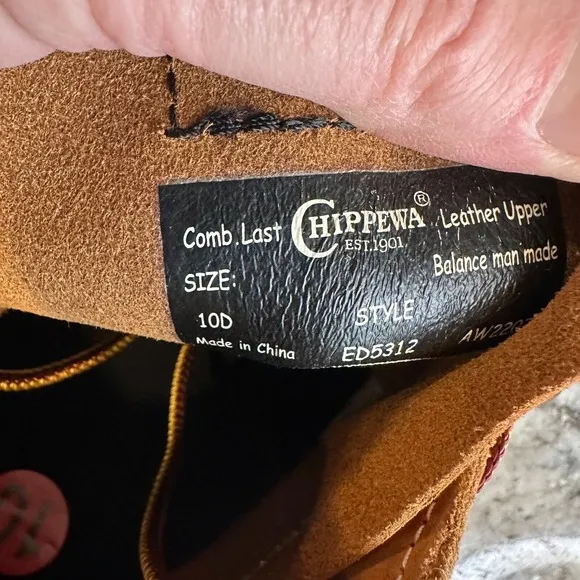 Comb.Last CHIPPEWA® Leather Upper
EST.1901
Balance man made
SIZE:
10D STYLE
Made in China ED5312